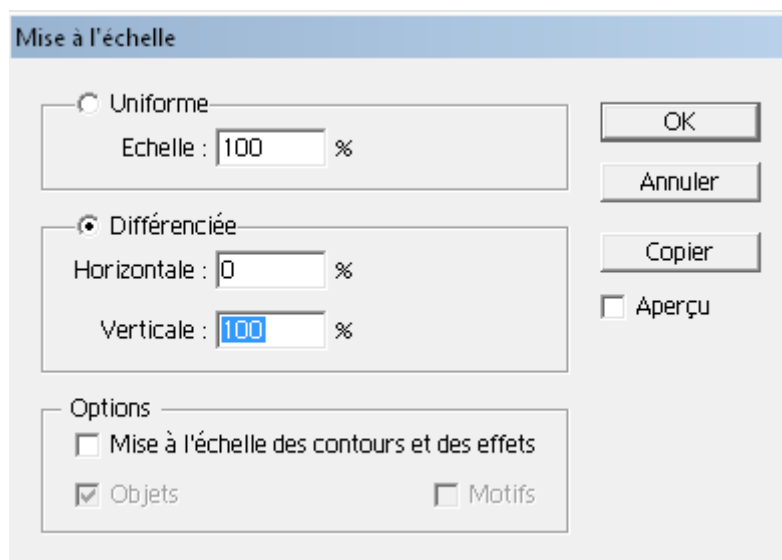 Mise à l'échelle
Uniforme
Echelle : 100 %
Différenciée
Horizontale : 0 %
Verticale : 100 %
Options
Mise à l'échelle des contours et des effets
Objets Motifs
OK
Annuler
Copier
Aperçu